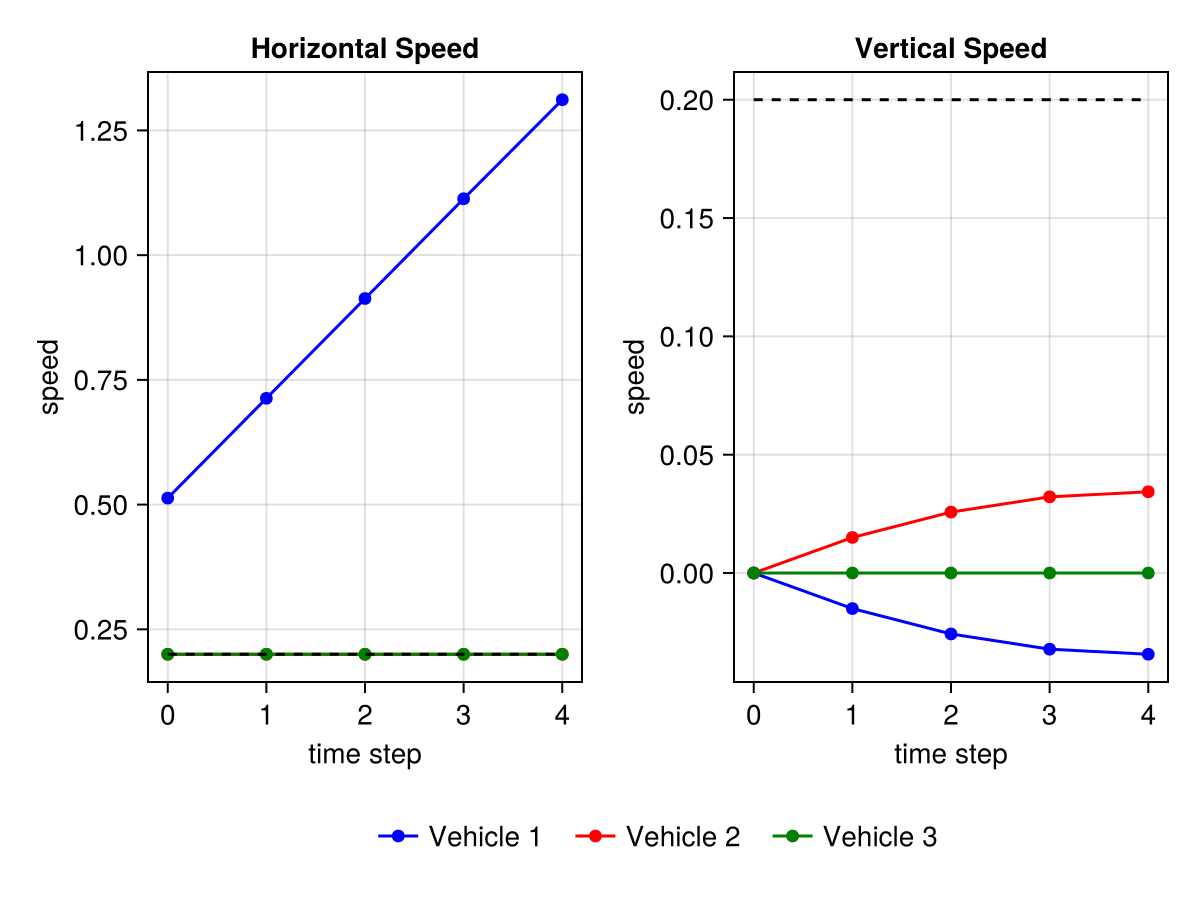 Horizontal Speed
speed
1.25
1.00
0.75
0.50
0.25
0 1 2 3 4
time step
Vertical Speed
speed
0.20
0.15
0.10
0.05
0.00
0 1 2 3 4
time step
Vehicle 1 Vehicle 2 Vehicle 3